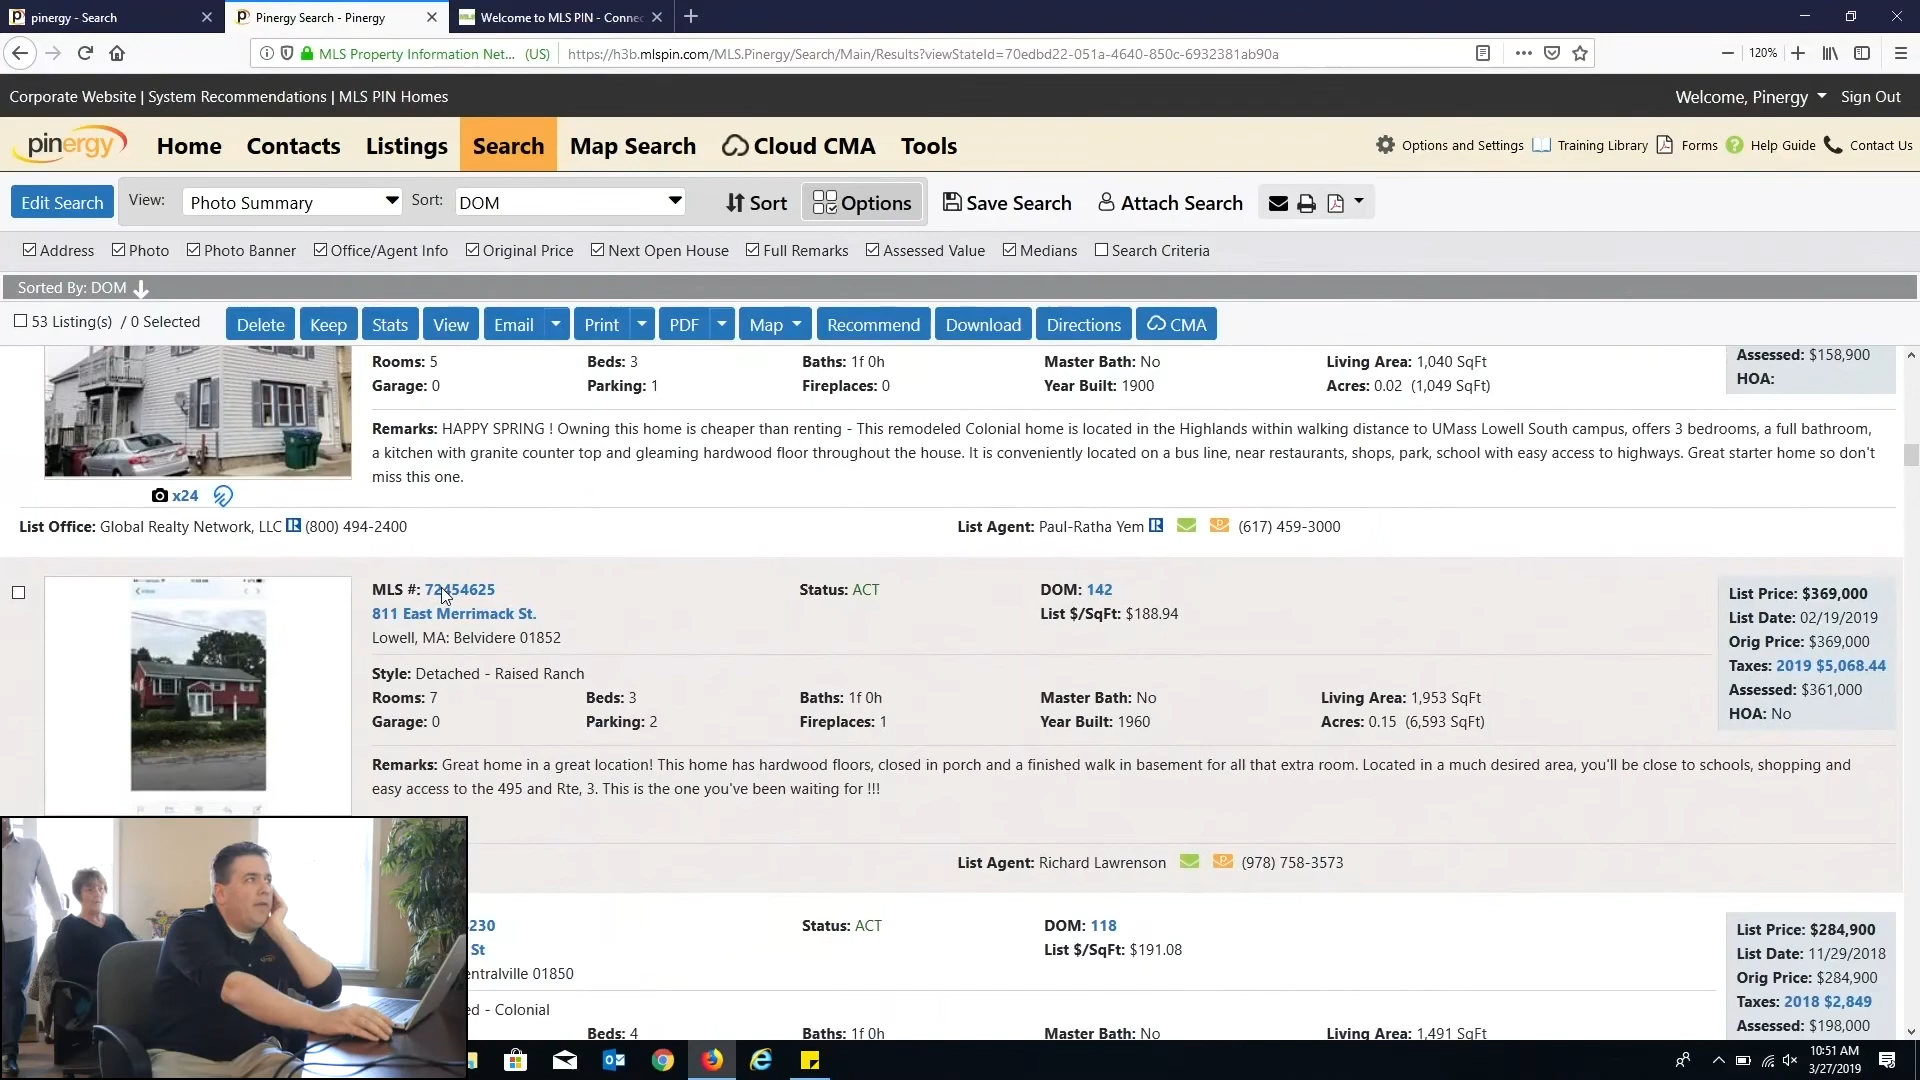 pinergy - Search
Pinergy Search - Pinergy
Welcome to MLS PIN - Connec
MLS Property Information Net... (US)
https://h3b.mlspin.com/MLS.Pinergy/Search/Main/Results?viewStateId=70edbd22-051a-4640-850c-6932381ab90a
120%
Corporate Website | System Recommendations | MLS PIN Homes
Welcome, Pinergy Sign Out
pinergy
Home Contacts Listings Search Map Search Cloud CMA Tools
Options and Settings Training Library Forms Help Guide Contact Us
Edit Search View: Photo Summary Sort: DOM Sort Options Save Search Attach Search
Address Photo Photo Banner Office/Agent Info Original Price Next Open House Full Remarks Assessed Value Medians Search Criteria
Sorted By: DOM
53 Listing(s) / 0 Selected Delete Keep Stats View Email Print PDF Map Recommend Download Directions CMA
Rooms: 5 Beds: 3 Baths: 1f 0h Master Bath: No Living Area: 1,040 SqFt
Garage: 0 Parking: 1 Fireplaces: 0 Year Built: 1900 Acres: 0.02 (1,049 SqFt)
Assessed: $158,900
HOA:
Remarks: HAPPY SPRING ! Owning this home is cheaper than renting - This remodeled Colonial home is located in the Highlands within walking distance to UMass Lowell South campus, offers 3 bedrooms, a full bathroom,
a kitchen with granite counter top and gleaming hardwood floor throughout the house. It is conveniently located on a bus line, near restaurants, shops, park, school with easy access to highways. Great starter home so don't
miss this one.
x24
List Office: Global Realty Network, LLC R (800) 494-2400
List Agent: Paul-Ratha Yem R (617) 459-3000
MLS #: 72454625 Status: ACT DOM: 142
811 East Merrimack St. List $/SqFt: $188.94
Lowell, MA: Belvidere 01852
Style: Detached - Raised Ranch
Rooms: 7 Beds: 3 Baths: 1f 0h Master Bath: No Living Area: 1,953 SqFt
Garage: 0 Parking: 2 Fireplaces: 1 Year Built: 1960 Acres: 0.15 (6,593 SqFt)
List Price: $369,000
List Date: 02/19/2019
Orig Price: $369,000
Taxes: 2019 $5,068.44
Assessed: $361,000
HOA: No
Remarks: Great home in a great location! This home has hardwood floors, closed in porch and a finished walk in basement for all that extra room. Located in a much desired area, you'll be close to schools, shopping and
easy access to the 495 and Rte, 3. This is the one you've been waiting for !!!
List Agent: Richard Lawrenson (978) 758-3573
230 Status: ACT DOM: 118
St List $/SqFt: $191.08
entralville 01850
ed - Colonial
Beds: 4 Baths: 1f 0h Master Bath: No Living Area: 1,491 SqFt
List Price: $284,900
List Date: 11/29/2018
Orig Price: $284,900
Taxes: 2018 $2,849
Assessed: $198,000
10:51 AM
3/27/2019